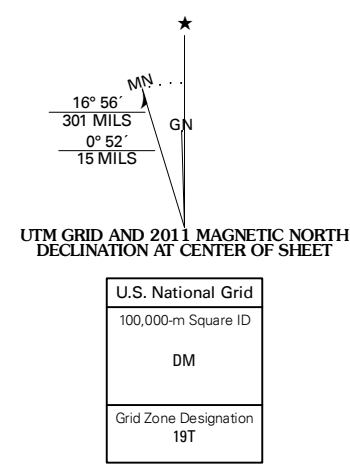 ★
MN
GN
16° 56´
301 MILS
0° 52´
15 MILS
UTM GRID AND 2011 MAGNETIC NORTH
DECLINATION AT CENTER OF SHEET
U.S. National Grid
100,000-m Square ID
DM
Grid Zone Designation
19T